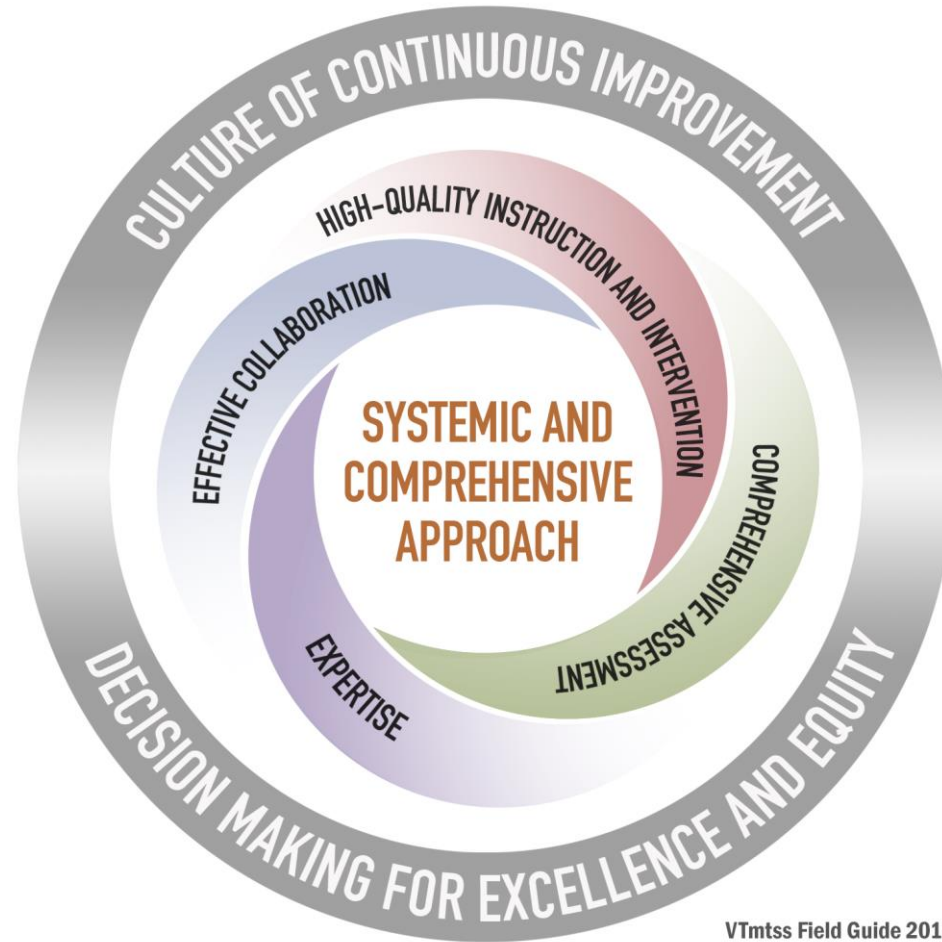 CULTURE OF CONTINUOUS IMPROVEMENT
HIGH-QUALITY INSTRUCTION AND INTERVENTION
EFFECTIVE COLLABORATION
SYSTEMIC AND
COMPREHENSIVE
APPROACH
COMPREHENSIVE ASSESSMENT
EXPERTISE
DECISION MAKING FOR EXCELLENCE AND EQUITY
VTmtss Field Guide 201